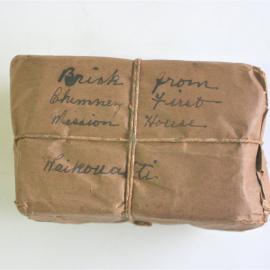 Brick from
Chimney First
Mission House
Waikouaiti.